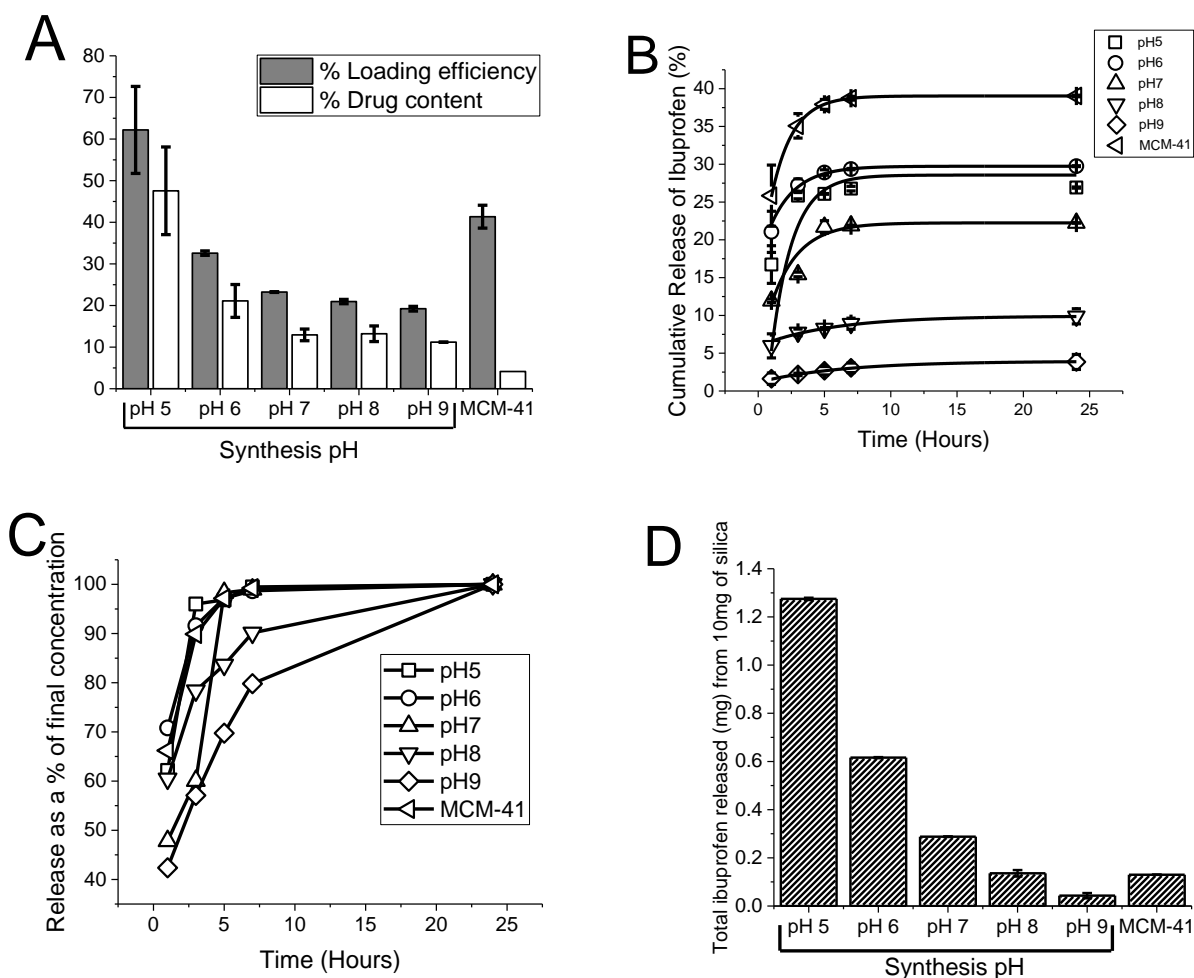 A
80
70
60
50
40
30
20
10
0
% Loading efficiency
% Drug content
pH 5 pH 6 pH 7 pH 8 pH 9 MCM-41
Synthesis pH
B
Cumulative Release of Ibuprofen (%)
40
35
30
25
20
15
10
5
0
0 5 10 15 20 25
Time (Hours)
pH5
pH6
pH7
pH8
pH9
MCM-41
C
Release as a % of final concentration
100
90
80
70
60
50
40
0 5 10 15 20 25
Time (Hours)
pH5
pH6
pH7
pH8
pH9
MCM-41
D
Total ibuprofen released (mg) from 10mg of silica
1.4
1.2
1.0
0.8
0.6
0.4
0.2
0.0
pH 5 pH 6 pH 7 pH 8 pH 9 MCM-41
Synthesis pH